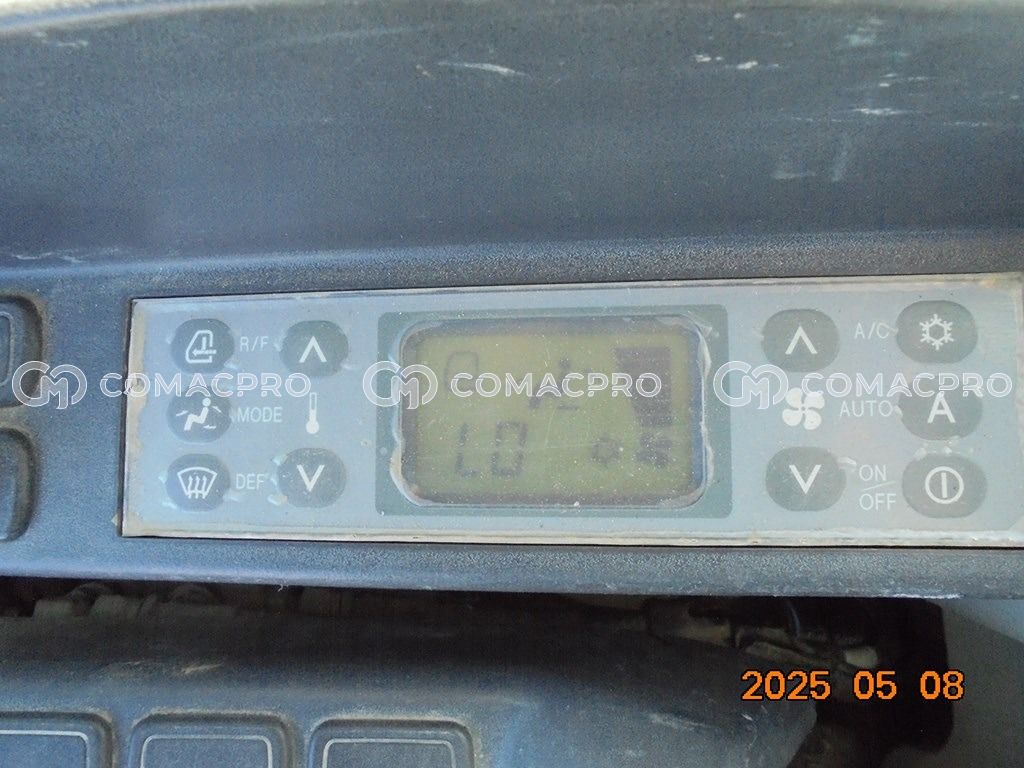 R/F
A/C
COMACPRO COMACPRO COMACPRO
MODE
AUTO
A
LO
DEF
ON
OFF
2025 05 08